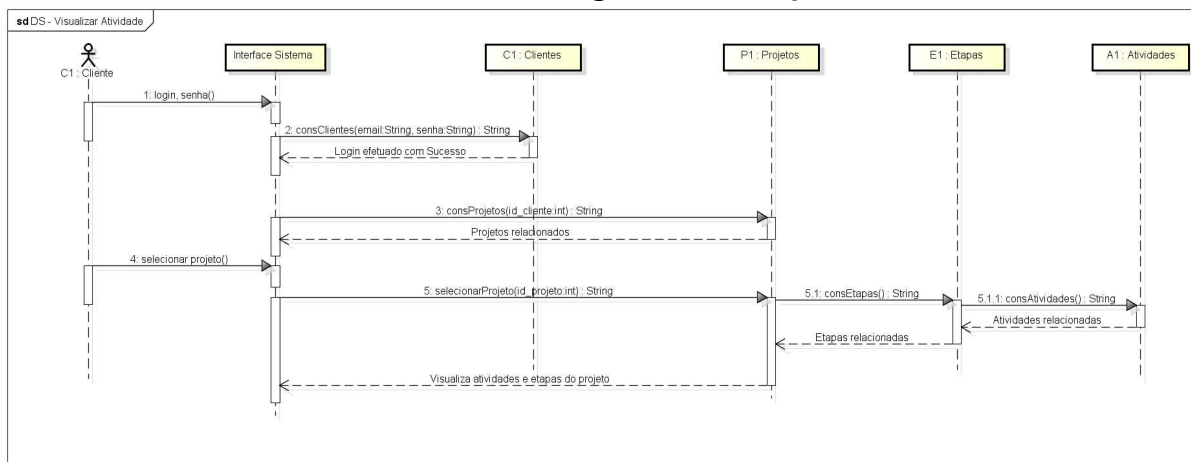 sd DS - Visualizar Atividade
C1 : Cliente
Interface Sistema
C1 : Clientes
P1 : Projetos
E1 : Etapas
A1 : Atividades
1: login, senha()
2: consClientes(email:String, senha:String) : String
Login efetuado com Sucesso
3: consProjetos(id_cliente:int) : String
Projetos relacionados
4: selecionar projeto()
5: selecionarProjeto(id_projeto:int) : String
5.1: consEtapas() : String
5.1.1: consAtividades() : String
Atividades relacionadas
Etapas relacionadas
Visualiza atividades e etapas do projeto